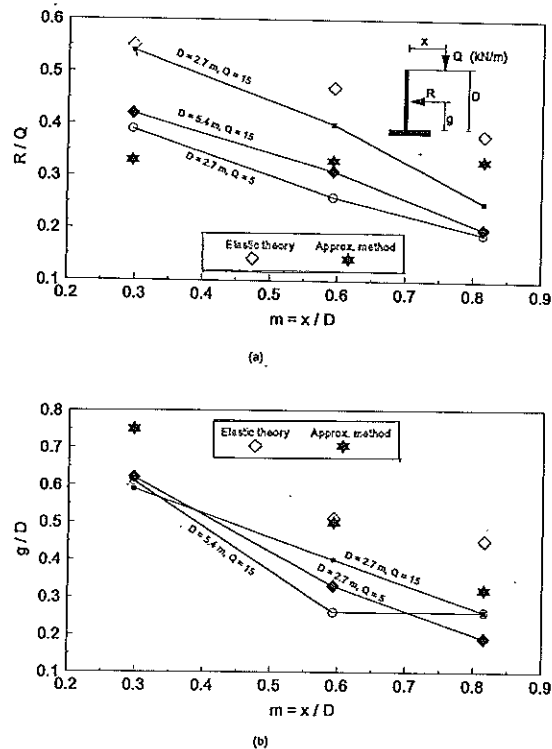 0.6
0.5
0.4
0.3
0.2
0.1
R / Q
D = 2.7 m, Q = 15
D = 5.4 m, Q = 15
D = 2.7 m, Q = 5
x
Q (kN/m)
R
D
g
Elastic theory Approx. method
0.2 0.3 0.4 0.5 0.6 0.7 0.8 0.9
m = x / D
(a)
0.8
0.7
0.6
0.5
0.4
0.3
0.2
0.1
g / D
Elastic theory Approx. method
D = 2.7 m, Q = 15
D = 2.7 m, Q = 5
D = 5.4 m, Q = 15
0.2 0.3 0.4 0.5 0.6 0.7 0.8 0.9
m = x / D
(b)